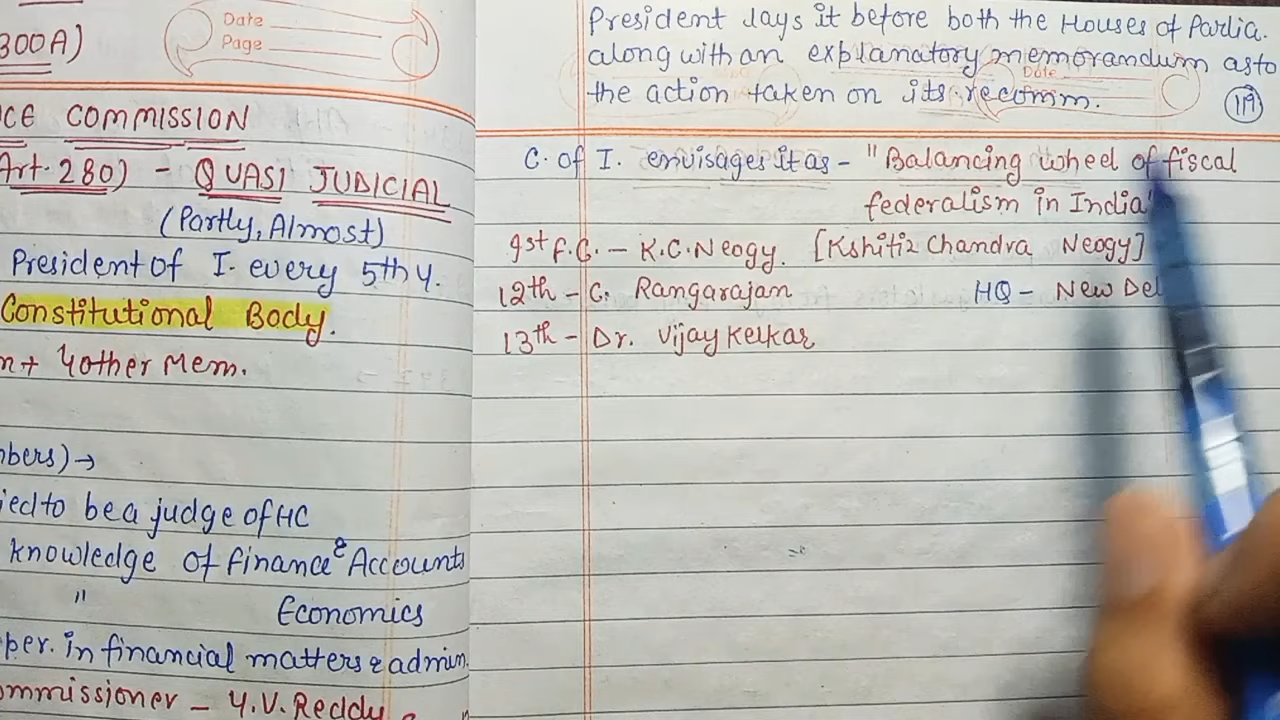 300A)
Date
Page
CE COMMISSION
Art. 280) - QUASI JUDICIAL
(Partly, Almost)
President of I. every 5th y.
Constitutional Body.
n + 4 other Mem.
mbers) →
ied to be a judge of HC
knowledge of finance & Accounts
" Economics
per. in financial matters & admin.
ommissioner - Y.V. Reddy
President lays it before both the Houses of Parlia.
along with an explanatory memorandum as to
Date
the action taken on its recomm.
119
C. of I. envisages it as - "Balancing wheel of fiscal
federalism in India"
1st F.C. - K.C. Neogy. [Kshitiz Chandra Neogy]
12th - C. Rangarajan HQ - New Del
13th - Dr. Vijay Kelkar